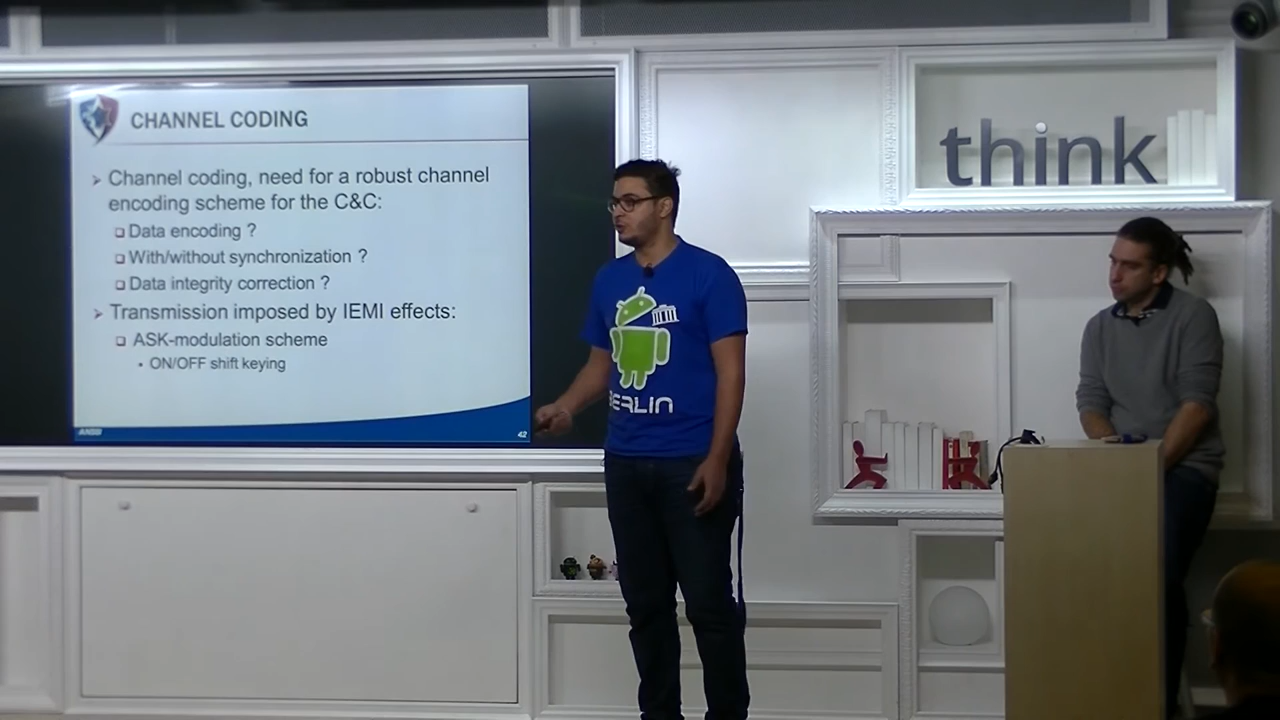 CHANNEL CODING
Channel coding, need for a robust channel
encoding scheme for the C&C:
Data encoding ?
With/without synchronization ?
Data integrity correction ?
Transmission imposed by IEMI effects:
ASK-modulation scheme
ON/OFF shift keying
ANSSI
42
think
BERLIN